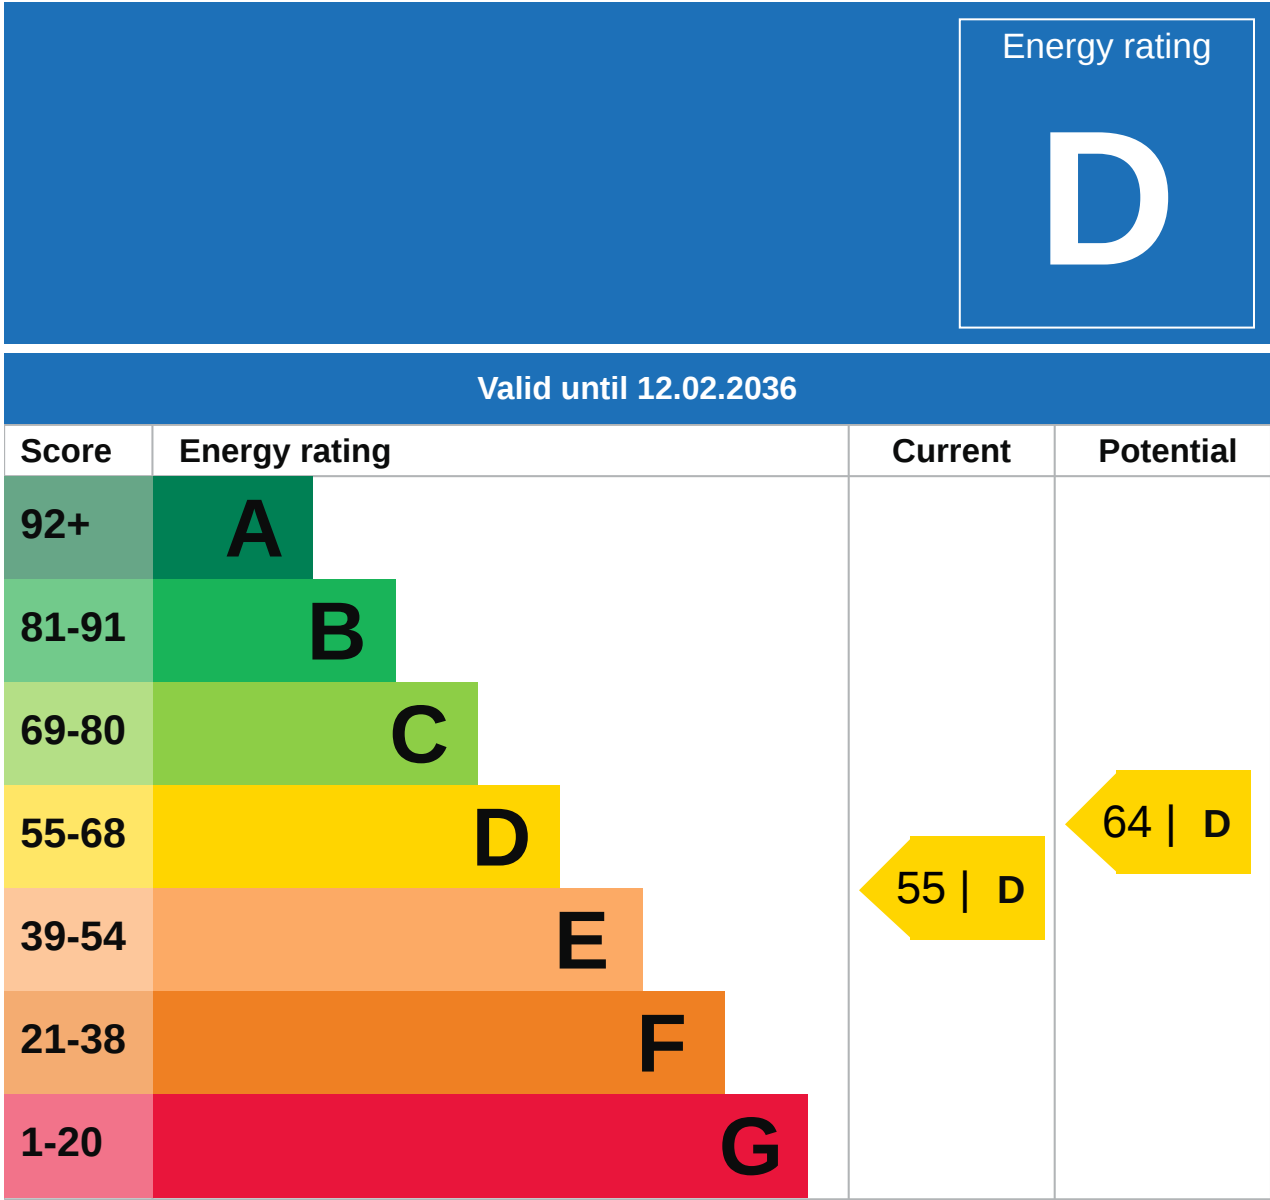 Energy rating
D
Valid until 12.02.2036
Score Energy rating Current Potential
92+ A
81-91 B
69-80 C
55-68 D
64 | D
55 | D
39-54 E
21-38 F
1-20 G